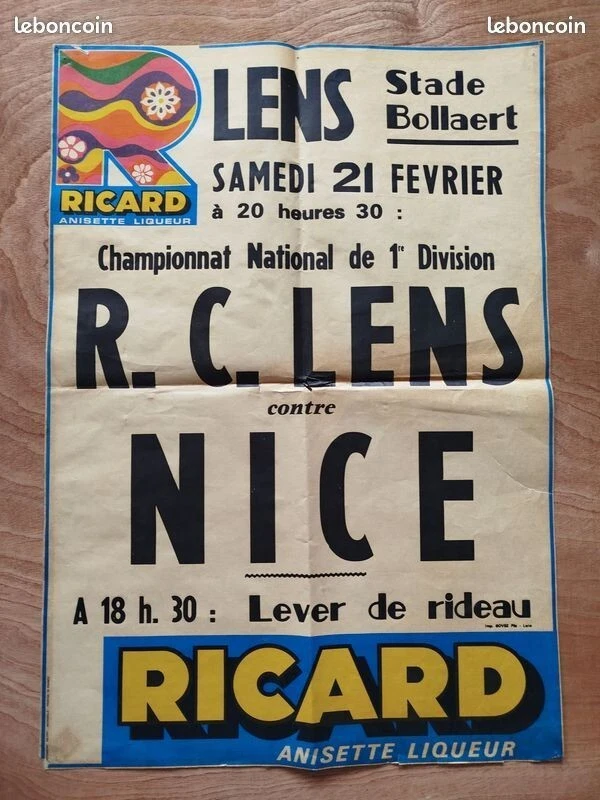 leboncoin
leboncoin
R
RICARD
ANISETTE LIQUEUR
LENS
Stade
Bollaert
SAMEDI 21 FEVRIER
à 20 heures 30 :
Championnat National de 1re Division
R. C. LENS
contre
NICE
A 18 h. 30 : Lever de rideau
RICARD
ANISETTE LIQUEUR